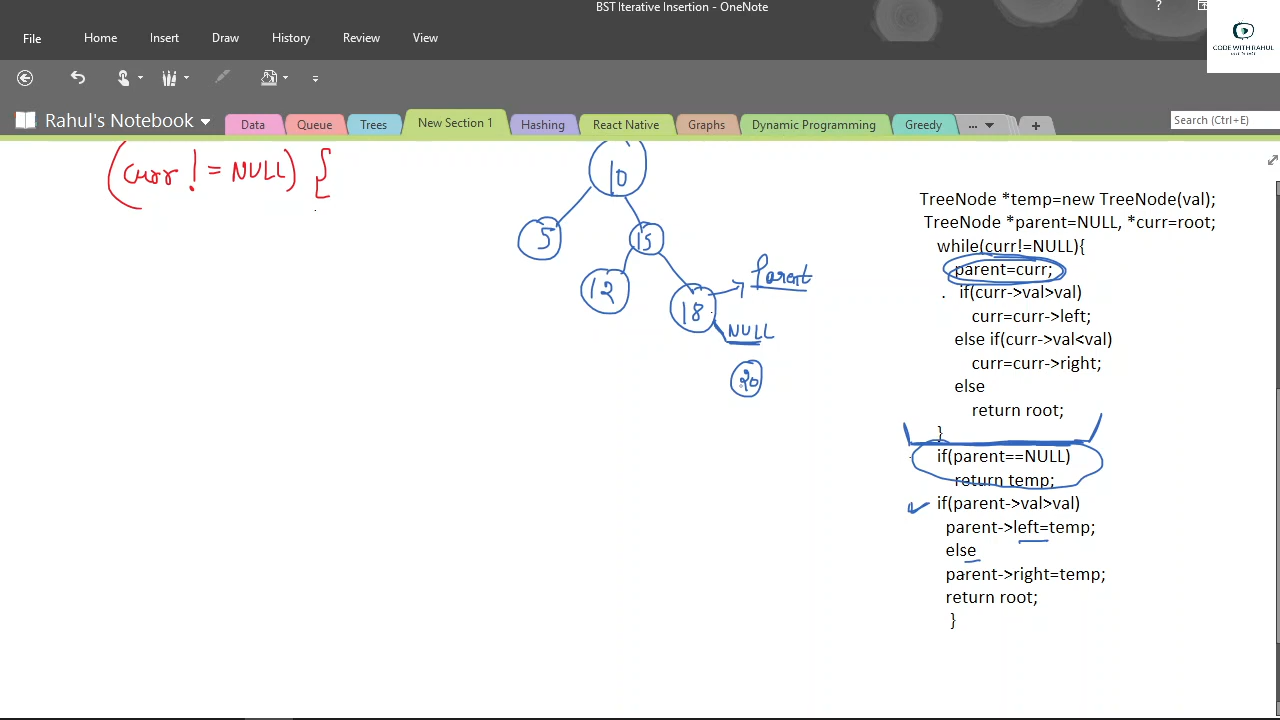 BST Iterative Insertion - OneNote
?
CODE WITH RAHUL
File Home Insert Draw History Review View
Rahul's Notebook
Data Queue Trees New Section 1 Hashing React Native Graphs Dynamic Programming Greedy ... +
Search (Ctrl+E)
(curr != NULL) {
10
5 15
12 18 Parent
NULL
20
TreeNode *temp=new TreeNode(val);
TreeNode *parent=NULL, *curr=root;
while(curr!=NULL){
parent=curr;
if(curr->val>val)
curr=curr->left;
else if(curr->val<val)
curr=curr->right;
else
return root;
}
if(parent==NULL)
return temp;
if(parent->val>val)
parent->left=temp;
else
parent->right=temp;
return root;
}